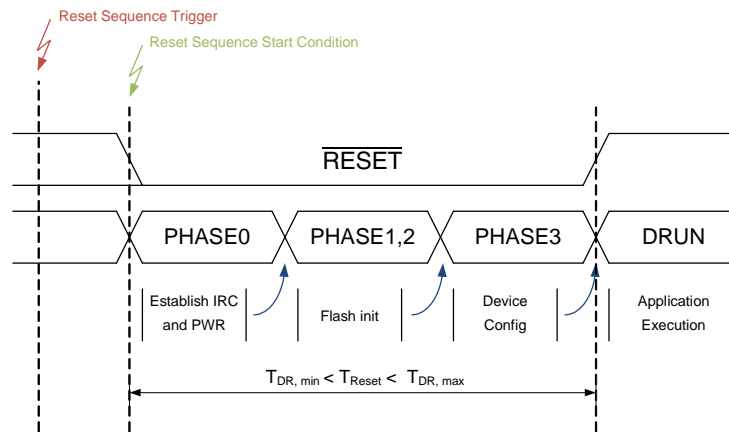 Reset Sequence Trigger
Reset Sequence Start Condition
RESET
PHASE0
PHASE1,2
PHASE3
DRUN
Establish IRC
and PWR
Flash init
Device
Config
Application
Execution
TDR, min < TReset < TDR, max